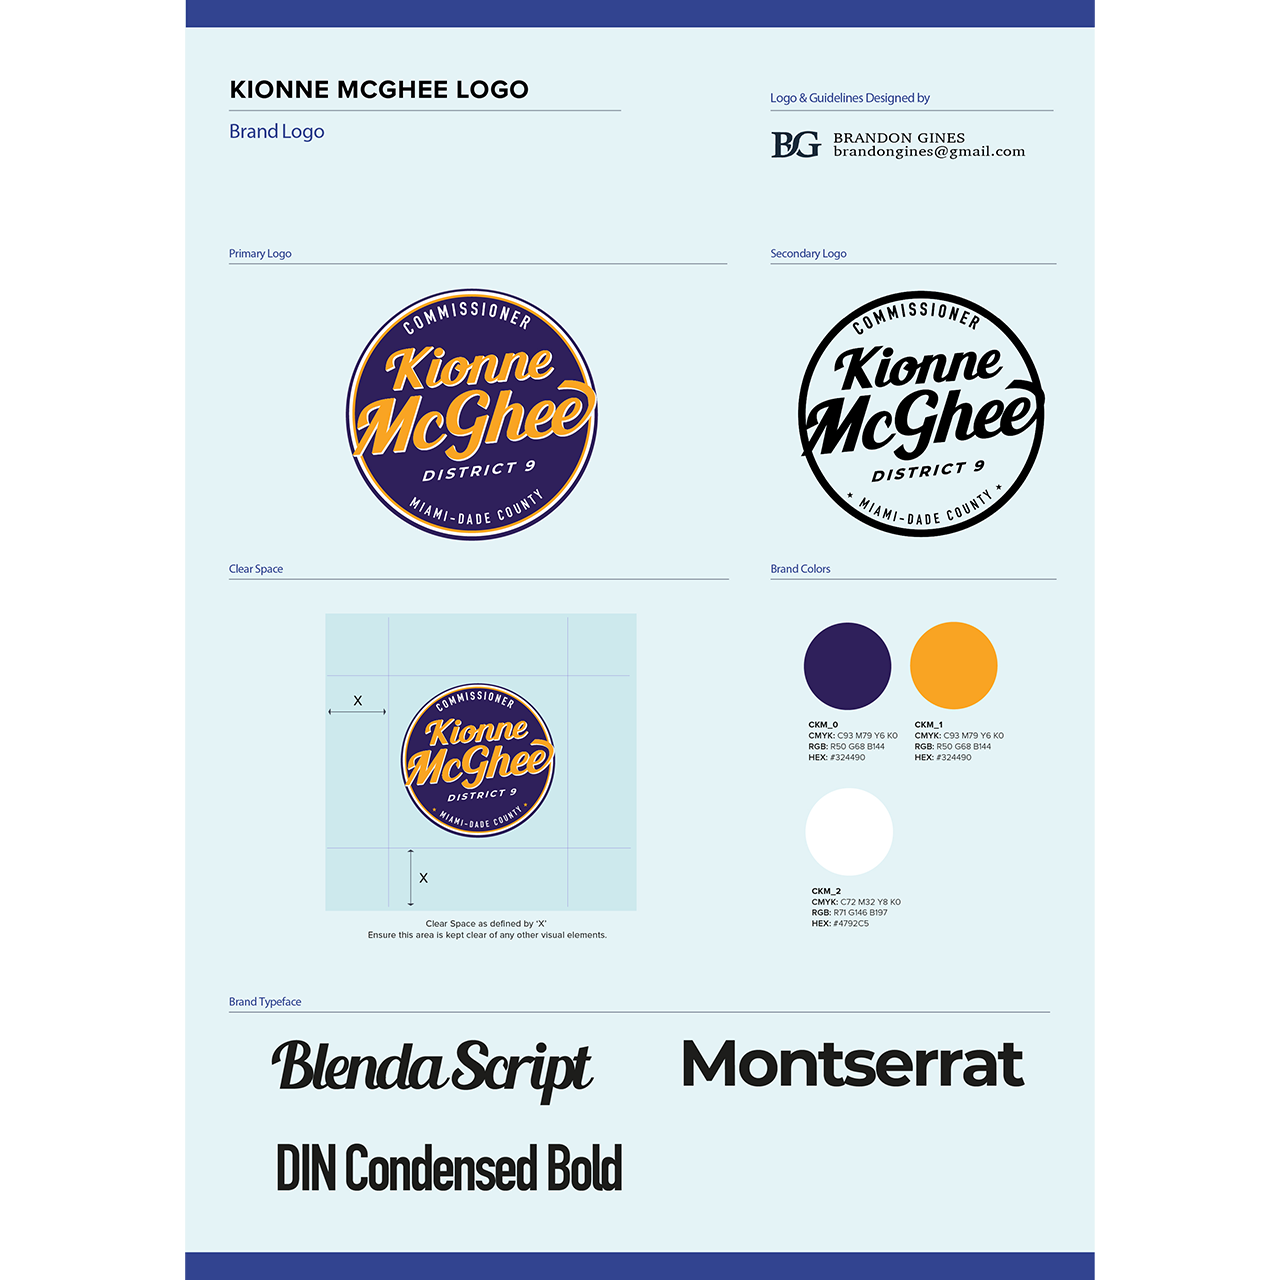 KIONNE MCGHEE LOGO
Brand Logo
Logo & Guidelines Designed by
BG
BRANDON GINES
brandongines@gmail.com
Primary Logo
COMMISSIONER
Kionne
McGhee
DISTRICT 9
MIAMI-DADE COUNTY
Secondary Logo
COMMISSIONER
Kionne
McGhee
DISTRICT 9
★ MIAMI-DADE COUNTY ★
Clear Space
X
COMMISSIONER
Kionne
McGhee
DISTRICT 9
★ MIAMI-DADE COUNTY ★
X
Clear Space as defined by 'X'
Ensure this area is kept clear of any other visual elements.
Brand Colors
CKM_0
CMYK: C93 M79 Y6 K0
RGB: R50 G68 B144
HEX: #324490
CKM_1
CMYK: C93 M79 Y6 K0
RGB: R50 G68 B144
HEX: #324490
CKM_2
CMYK: C72 M32 Y8 K0
RGB: R71 G146 B197
HEX: #4792C5
Brand Typeface
Blenda Script
Montserrat
DIN Condensed Bold